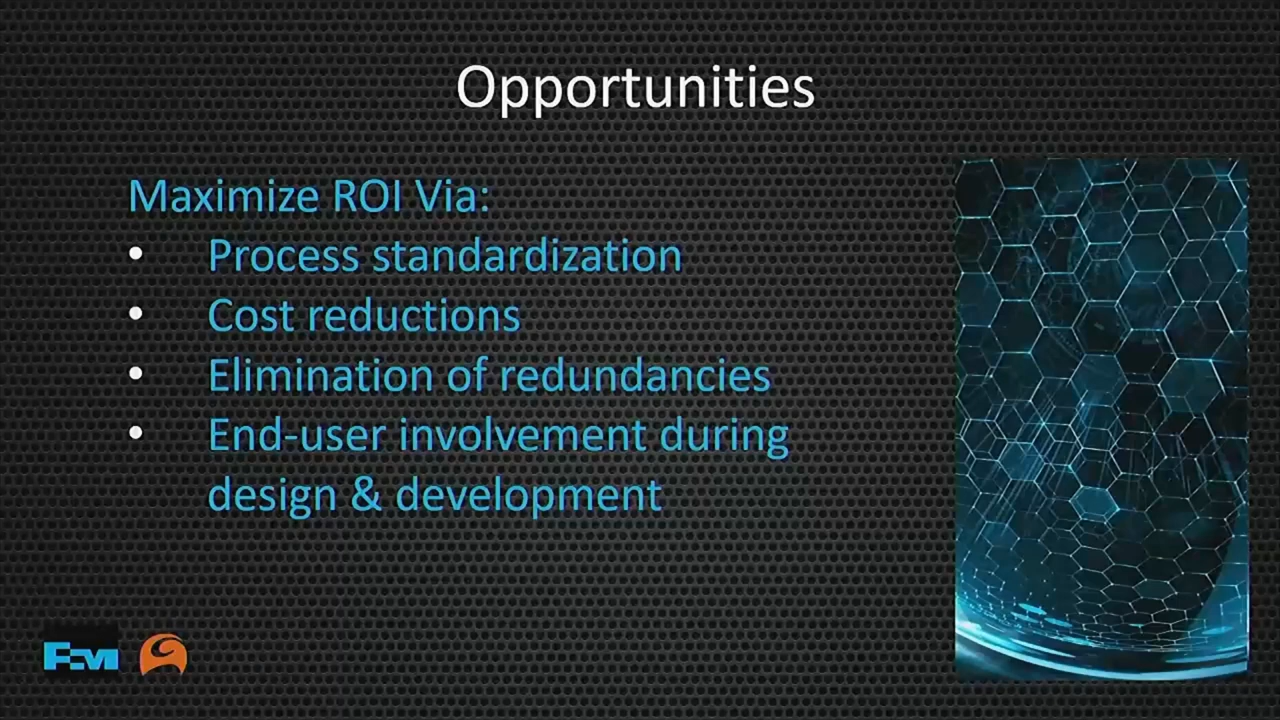 Opportunities
Maximize ROI Via:
• Process standardization
• Cost reductions
• Elimination of redundancies
• End-user involvement during
design & development